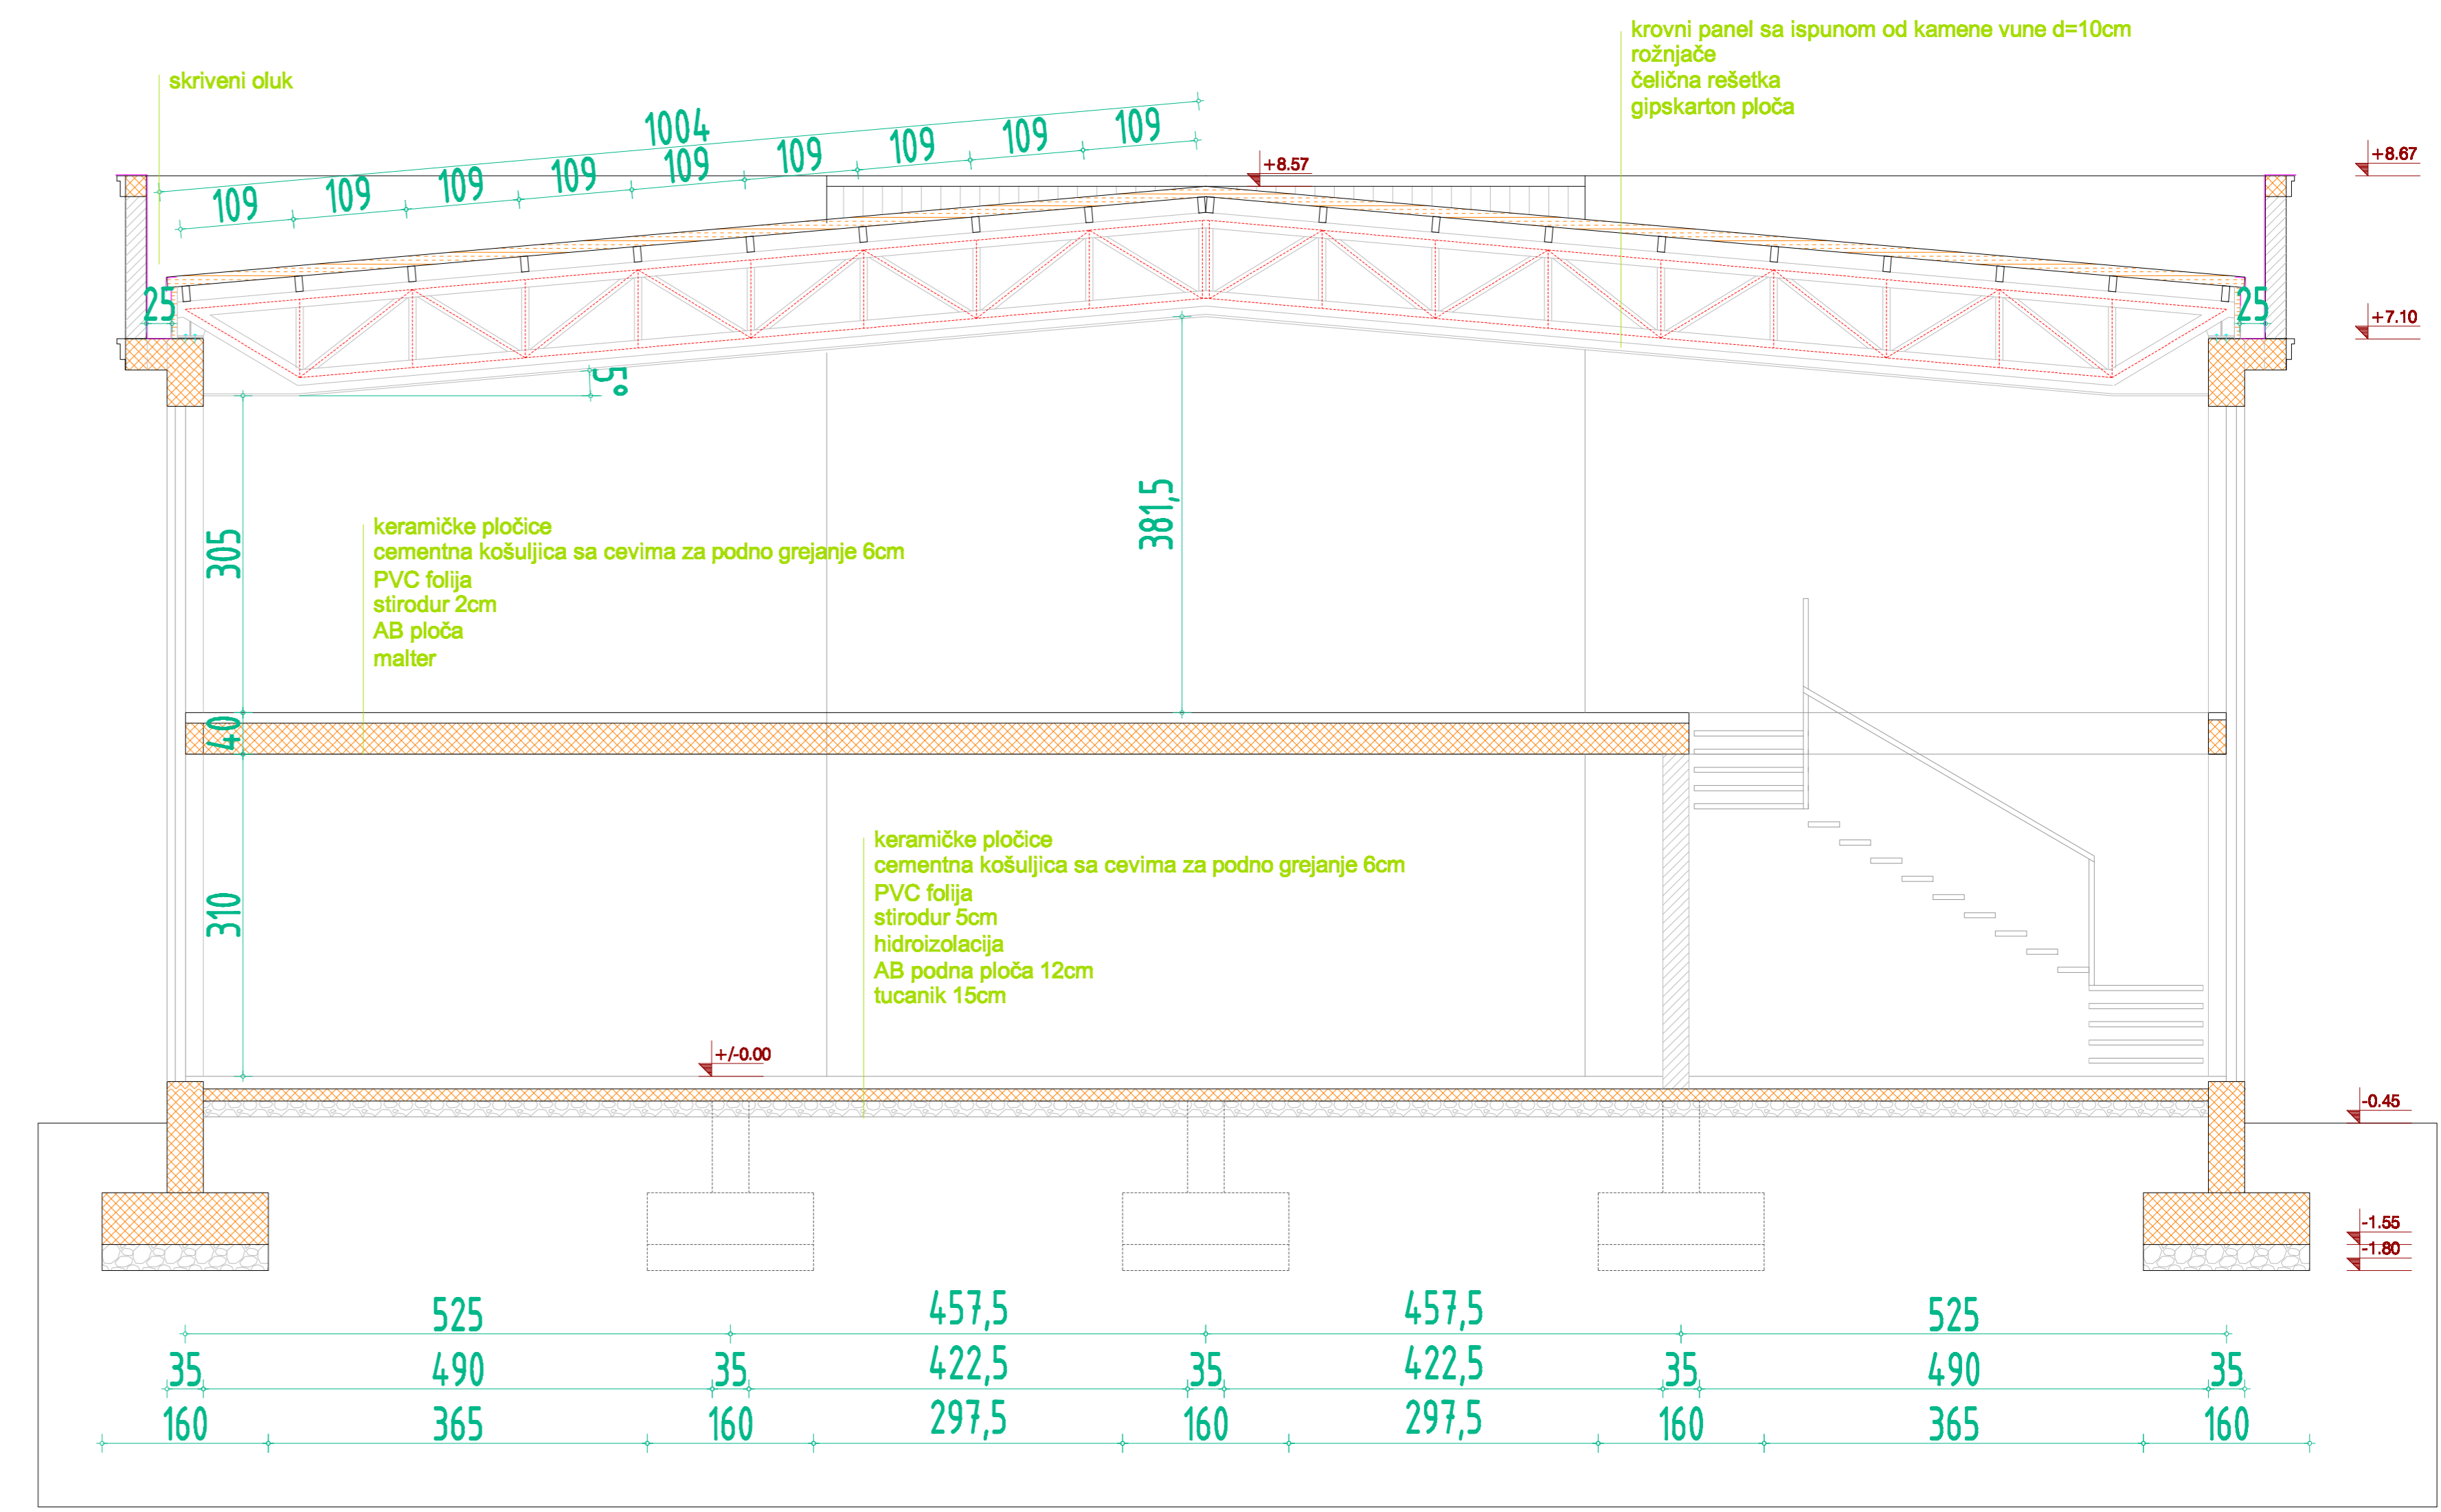 krovni panel sa ispunom od kamene vune d=10cm
rožnjače
čelična rešetka
gipskarton ploča
skriveni oluk
1004
109
109
109
109
109
109
109
109
109
+8.57
+8.67
25
25
+7.10
5°
305
381,5
keramičke pločice
cementna košuljica sa cevima za podno grejanje 6cm
PVC folija
stirodur 2cm
AB ploča
malter
40
310
keramičke pločice
cementna košuljica sa cevima za podno grejanje 6cm
PVC folija
stirodur 5cm
hidroizolacija
AB podna ploča 12cm
tucanik 15cm
+/-0.00
-0.45
-1.55
-1.80
525 457,5 457,5 525
35 490 35 422,5 35 422,5 35 490 35
160 365 160 297,5 160 297,5 160 365 160